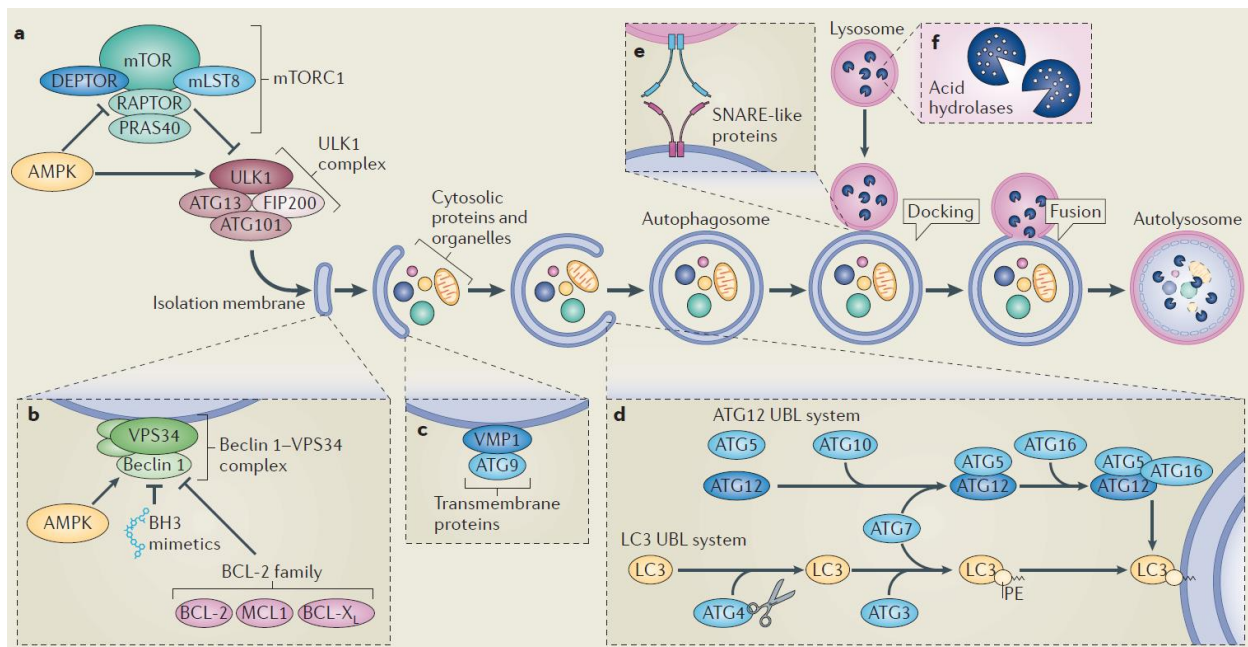 a
mTOR
DEPTOR
mLST8
RAPTOR
PRAS40
mTORC1
AMPK
ULK1
complex
ULK1
ATG13
FIP200
ATG101
Isolation membrane
Cytosolic
proteins and
organelles
Autophagosome
e
SNARE-like
proteins
Lysosome
f
Acid
hydrolases
Docking
Fusion
Autolysosome
b
VPS34
Beclin 1
Beclin 1–VPS34
complex
AMPK
BH3
mimetics
BCL-2 family
BCL-2
MCL1
BCL-XL
c
VMP1
ATG9
Transmembrane
proteins
d
ATG12 UBL system
ATG5
ATG10
ATG16
ATG12
ATG5
ATG12
ATG5
ATG16
ATG12
ATG7
LC3 UBL system
LC3
LC3
LC3
PE
LC3
ATG4
ATG3